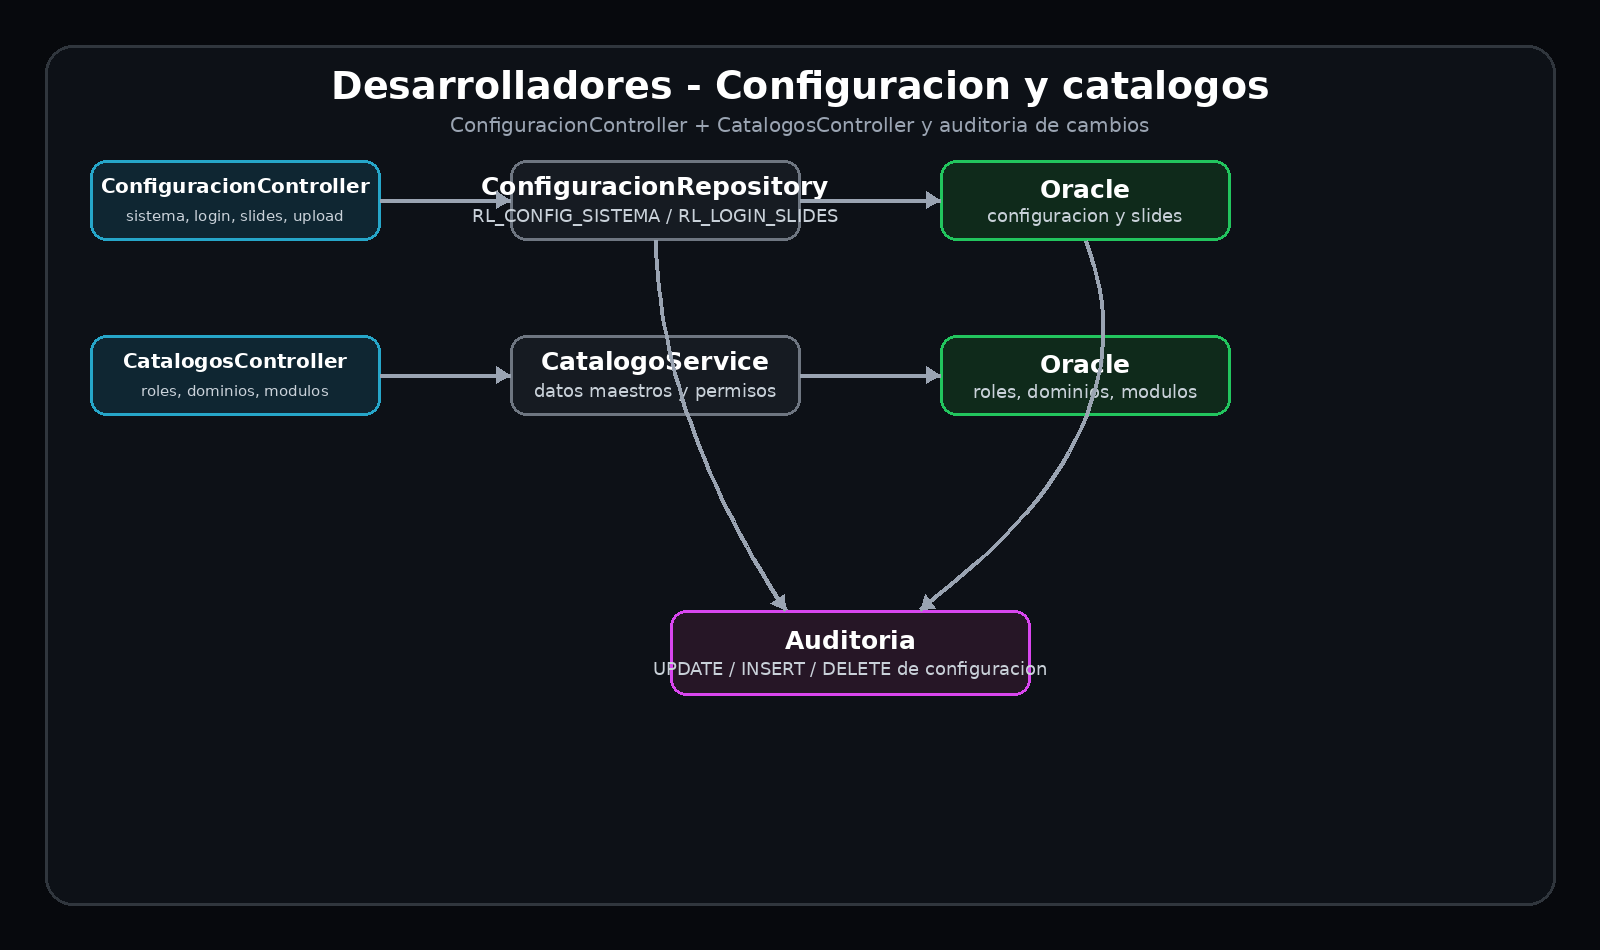 Desarrolladores - Configuracion y catalogos
ConfiguracionController + CatalogosController y auditoria de cambios
ConfiguracionController
sistema, login, slides, upload
ConfiguracionRepository
RL_CONFIG_SISTEMA / RL_LOGIN_SLIDES
Oracle
configuracion y slides
CatalogosController
roles, dominios, modulos
CatalogoService
datos maestros y permisos
Oracle
roles, dominios, modulos
Auditoria
UPDATE / INSERT / DELETE de configuracion